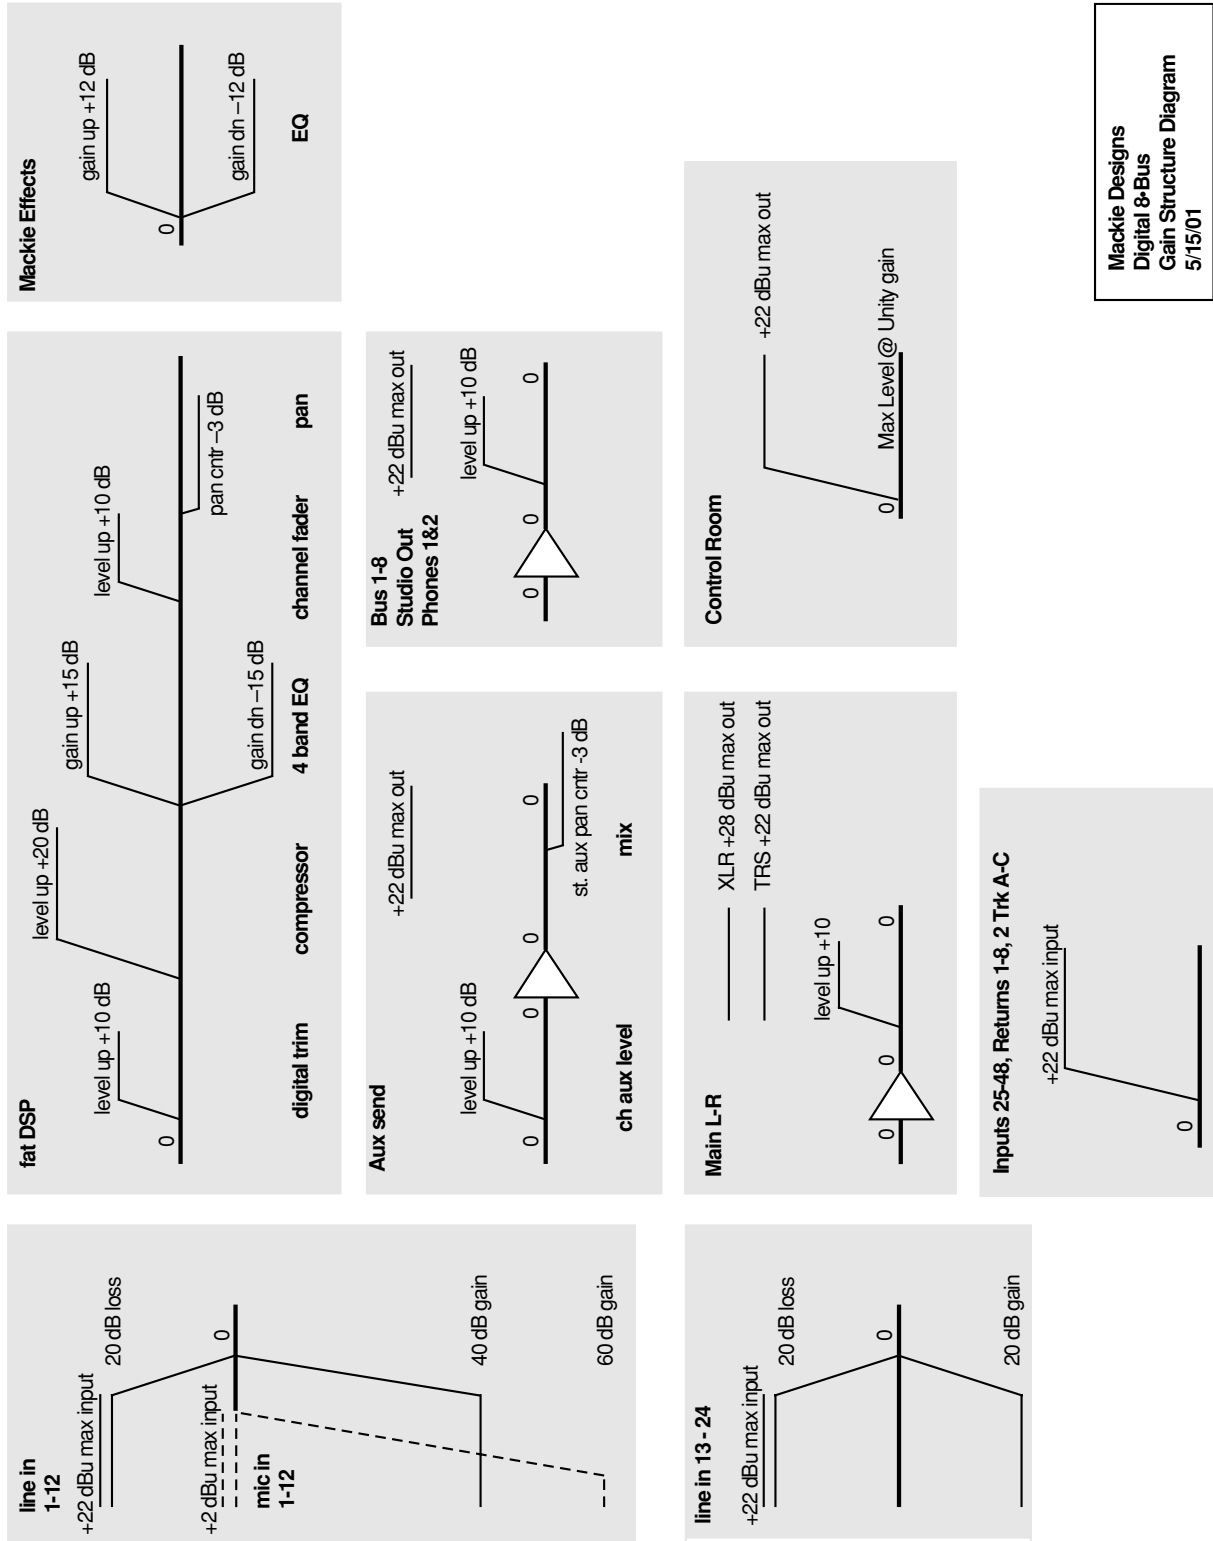 line in
1-12
+22 dBu max input
20 dB loss
0
+2 dBu max input
mic in
1-12
40 dB gain
60 dB gain
line in 13 - 24
+22 dBu max input
20 dB loss
0
20 dB gain
fat DSP
0
level up +10 dB
level up +20 dB
gain up +15 dB
gain dn –15 dB
level up +10 dB
pan cntr –3 dB
digital trim
compressor
4 band EQ
channel fader
pan
Mackie Effects
0
gain up +12 dB
gain dn –12 dB
EQ
Aux send
+22 dBu max out
level up +10 dB
0
0
0
0
st. aux pan cntr -3 dB
ch aux level
mix
Bus 1-8
Studio Out
Phones 1&2
+22 dBu max out
level up +10 dB
0
0
0
Main L-R
XLR +28 dBu max out
TRS +22 dBu max out
level up +10
0
0
0
Control Room
+22 dBu max out
0
Max Level @ Unity gain
Inputs 25-48, Returns 1-8, 2 Trk A-C
+22 dBu max input
0
Mackie Designs
Digital 8•Bus
Gain Structure Diagram
5/15/01